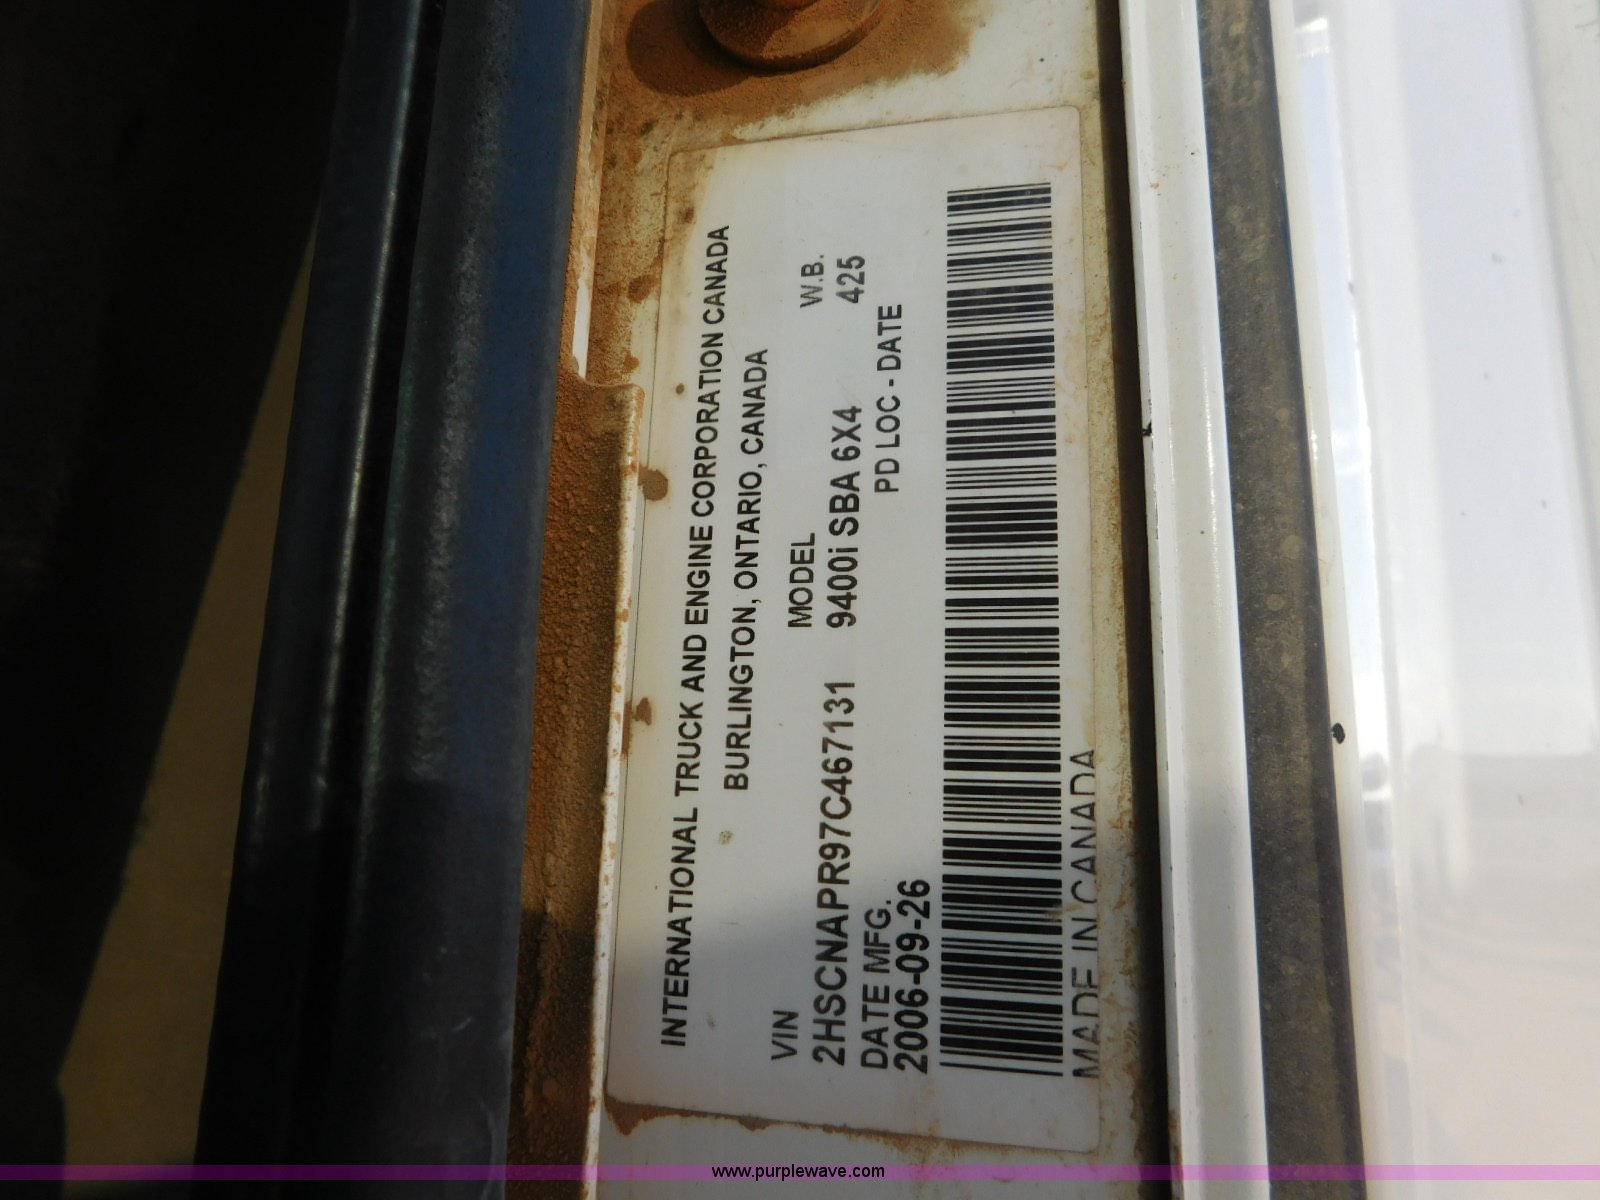 INTERNATIONAL TRUCK AND ENGINE CORPORATION CANADA
BURLINGTON, ONTARIO, CANADA
VIN MODEL W.B.
2HSCNAPR97C467131 9400i SBA 6X4 425
DATE MFG. PD LOC - DATE
2006-09-26
MADE IN CANADA
www.purplewave.com